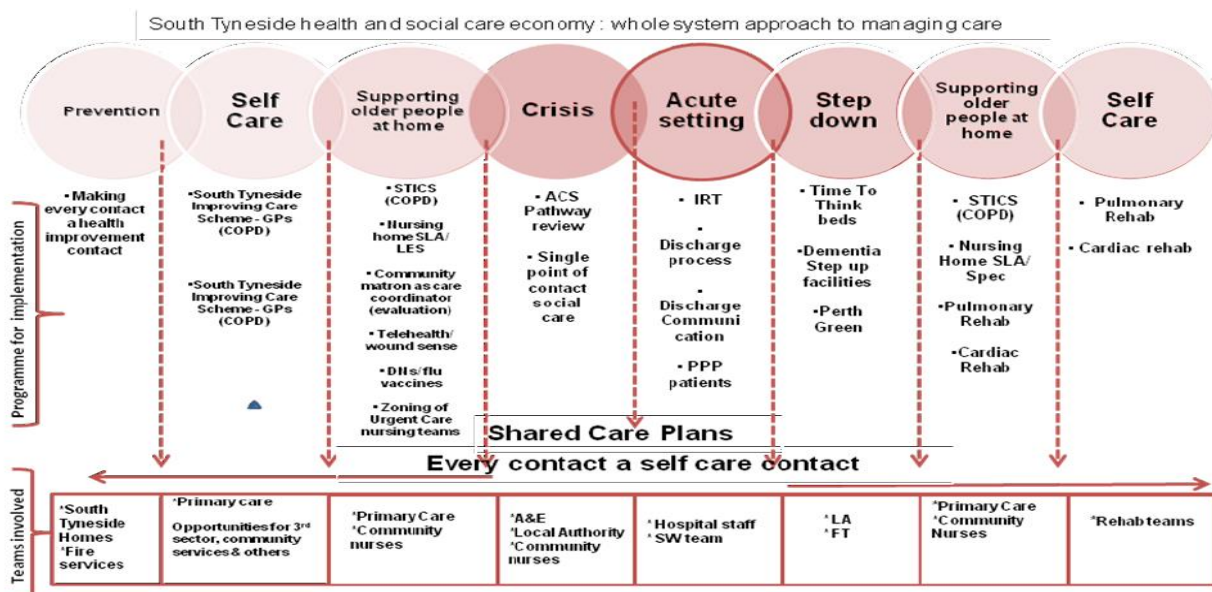 South Tyneside health and social care economy : whole system approach to managing care
Prevention
Self
Care
Supporting
older people
at home
Crisis
Acute
setting
Step
down
Supporting
older
people at
home
Self
Care
Programme for implementation
▪ Making
every contact
a health
improvement
contact
▪South Tyneside
Improving Care
Scheme - GPs
(COPD)
▪South Tyneside
Improving Care
Scheme - GPs
(COPD)
▪ STICS
(COPD)
▪ Nursing
home SLA/
LES
▪ Community
matron as care
coordinator
(evaluation)
▪ Telehealth/
wound sense
▪ DNs/flu
vaccines
▪ Zoning of
Urgent Care
nursing teams
▪ ACS
Pathway
review
▪ Single
point of
contact
social
care
▪ IRT
▪
Discharge
process
▪
Discharge
Communi
cation
▪ PPP
patients
▪ Time To
Think
beds
▪
Dementia
Step up
facilities
▪Perth
Green
▪ STICS
(COPD)
▪ Nursing
Home SLA/
Spec
▪Pulmonary
Rehab
▪Cardiac
Rehab
▪ Pulmonary
Rehab
▪ Cardiac rehab
Shared Care Plans
Every contact a self care contact
Teams involved
*South
Tyneside
Homes
*Fire
services
*Primary care
Opportunities for 3rd
sector, community
services & others
*Primary Care
*Community
nurses
*A&E
*Local Authority
*Community
nurses
*Hospital staff
*SW team
*LA
*FT
*Primary Care
*Community
Nurses
*Rehab teams